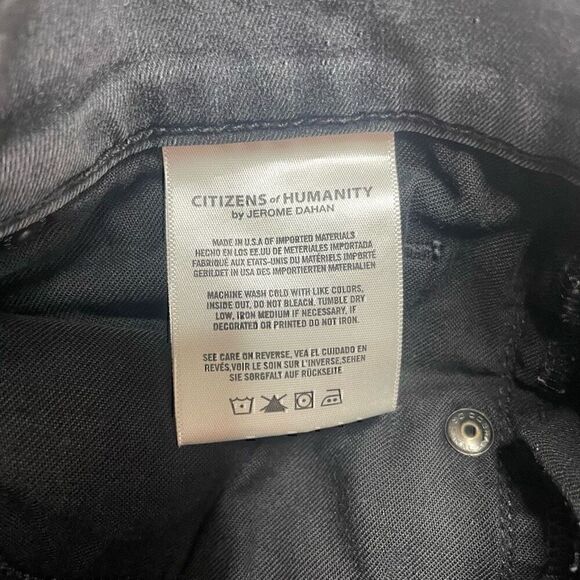 CITIZENS of HUMANITY
by JEROME DAHAN
MADE IN U.S.A OF IMPORTED MATERIALS
HECHO EN LOS EE.UU DE METERIALES IMPORTADA
FABRIQUÉ AUX ETATS-UNIS DU MATÉRIELS IMPORTÉ
GEBILDET IN USA DES IMPORTIERTEN MATERIALIEN
MACHINE WASH COLD WITH LIKE COLORS,
INSIDE OUT, DO NOT BLEACH. TUMBLE DRY
LOW, IRON MEDIUM IF NECESSARY, IF
DECORATED OR PRINTED DO NOT IRON.
SEE CARE ON REVERSE, VEA EL CUIDADO EN
REVÉS,VOIR LE SOIN SUR L'INVERSE,SEHEN
SIE SORGFALT AUF RÜCKSEITE